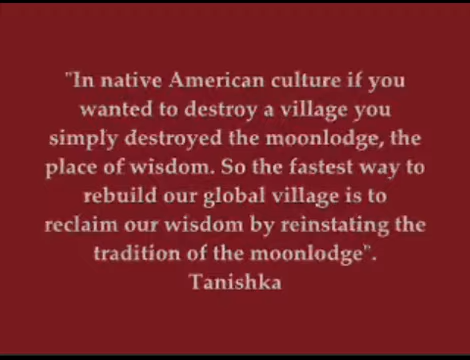 "In native American culture if you
wanted to destroy a village you
simply destroyed the moonlodge, the
place of wisdom. So the fastest way to
rebuild our global village is to
reclaim our wisdom by reinstating the
tradition of the moonlodge".
Tanishka